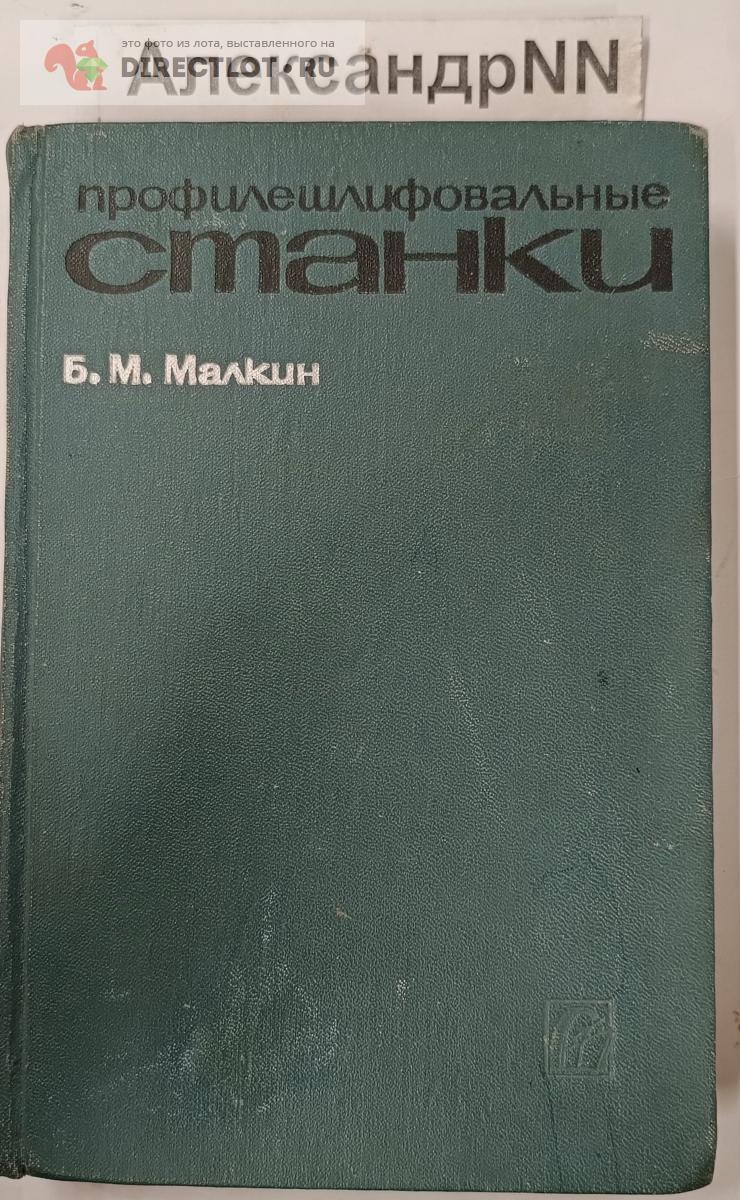 это фото из лота, выставленного на
DIRECTLOT.RU
АлександрNN
профилешлифовальные
станки
Б. М. Малкин